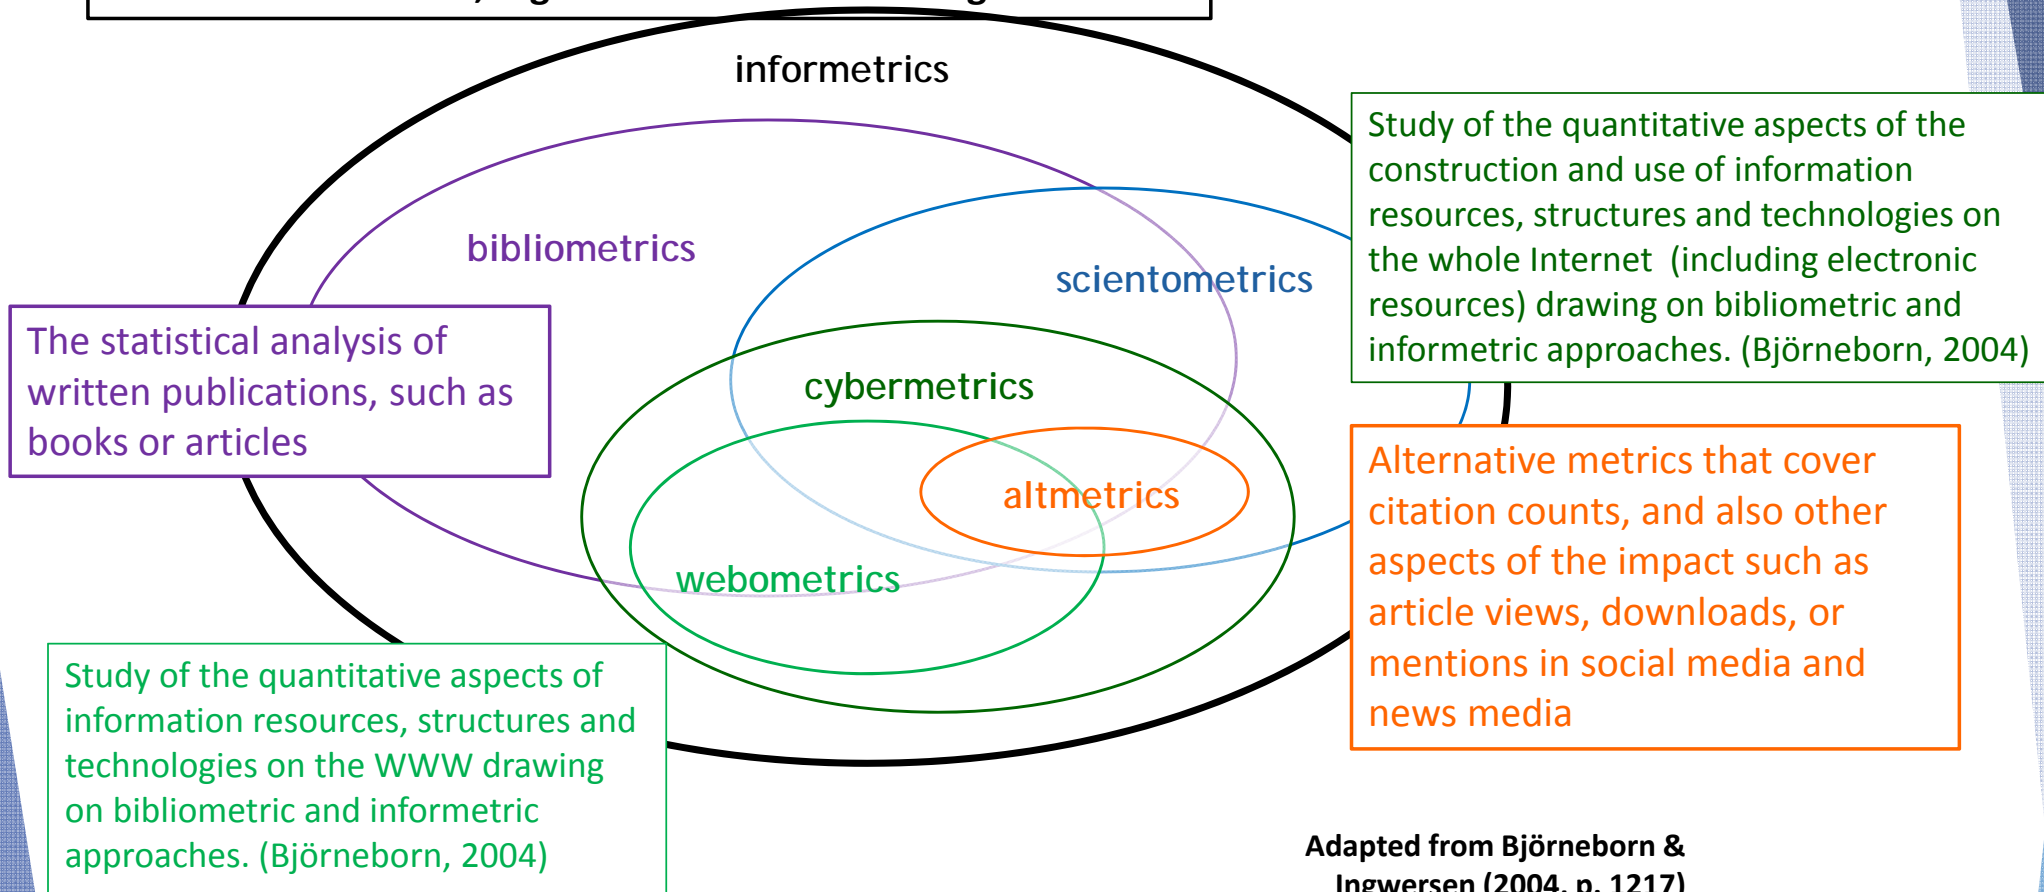 informetrics
bibliometrics
scientometrics
cybermetrics
altmetrics
webometrics
Study of the quantitative aspects of the
construction and use of information
resources, structures and technologies on
the whole Internet (including electronic
resources) drawing on bibliometric and
informetric approaches. (Björneborn, 2004)
The statistical analysis of
written publications, such as
books or articles
Alternative metrics that cover
citation counts, and also other
aspects of the impact such as
article views, downloads, or
mentions in social media and
news media
Study of the quantitative aspects of
information resources, structures and
technologies on the WWW drawing
on bibliometric and informetric
approaches. (Björneborn, 2004)
Adapted from Björneborn &
Ingwersen (2004, p. 1217)